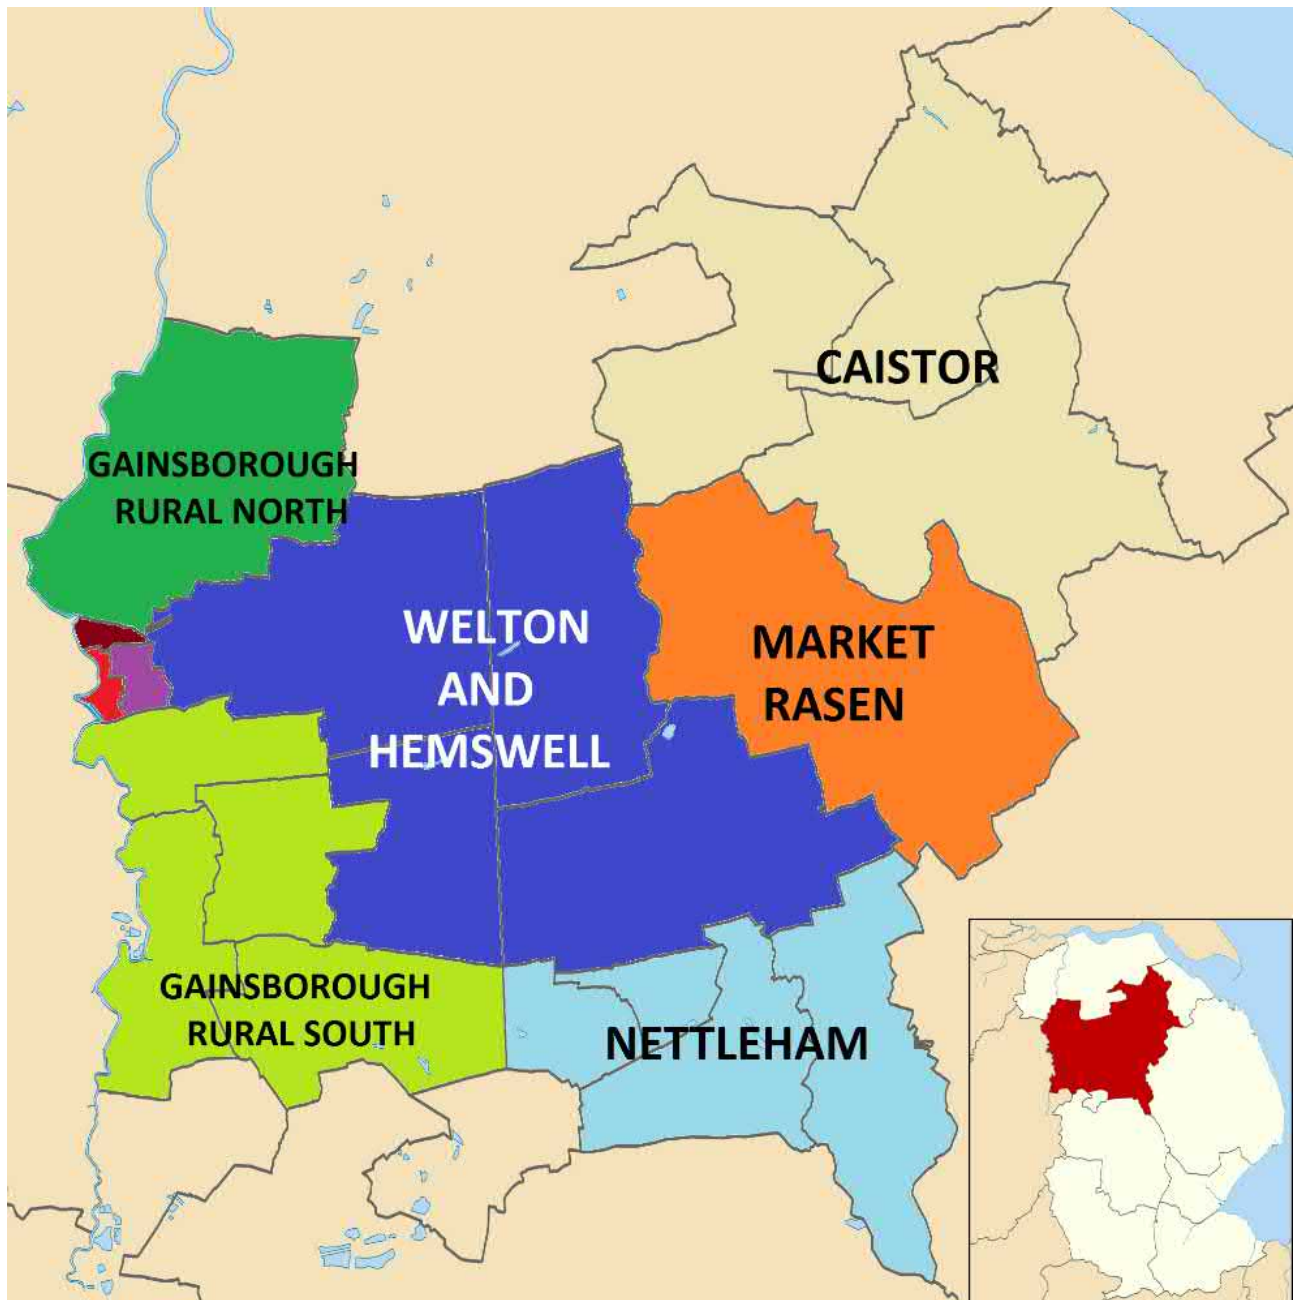 CAISTOR
GAINSBOROUGH
RURAL NORTH
WELTON
AND
HEMSWELL
MARKET
RASEN
GAINSBOROUGH
RURAL SOUTH
NETTLEHAM